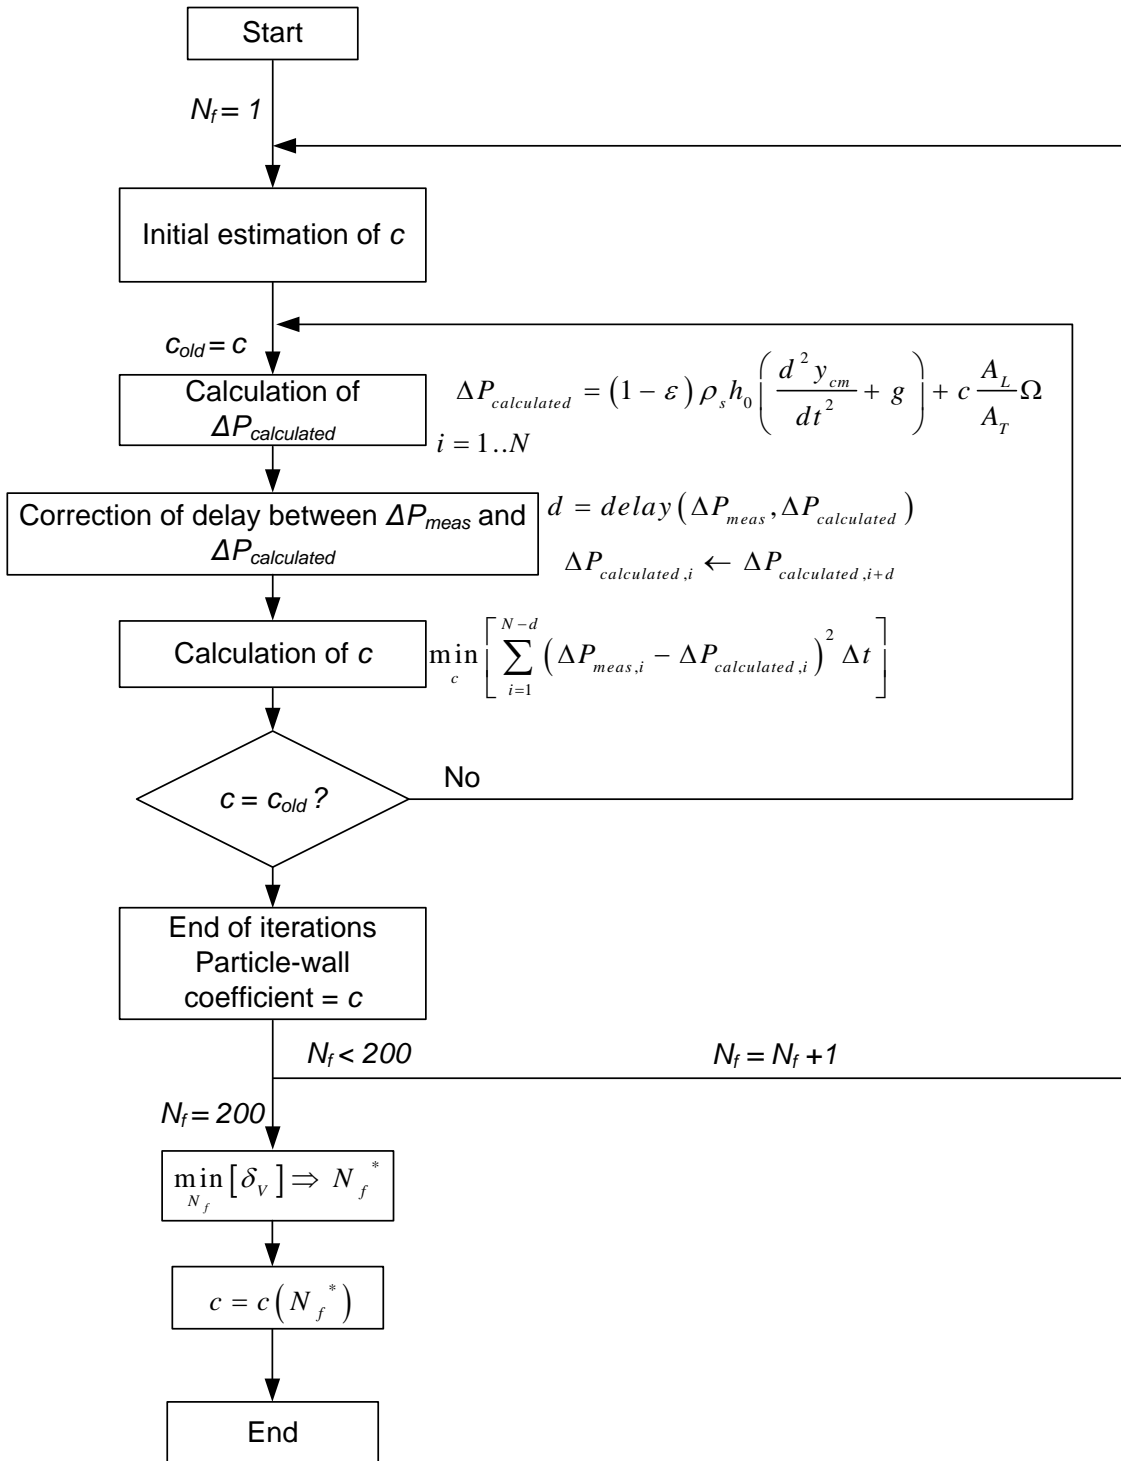 Start
N_f = 1
Initial estimation of c
c_old = c
Calculation of
ΔP_calculated
ΔP_calculated = (1 − ε) ρ_s h_0 ( d² y_cm / dt² + g ) + c A_L / A_T Ω
i = 1..N
Correction of delay between ΔP_meas and
ΔP_calculated
d = delay (ΔP_meas, ΔP_calculated)
ΔP_calculated,i ← ΔP_calculated,i+d
Calculation of c
min_c [ ∑_{i=1}^{N−d} (ΔP_meas,i − ΔP_calculated,i)² Δt ]
c = c_old ?
No
End of iterations
Particle-wall
coefficient = c
N_f < 200
N_f = N_f +1
N_f = 200
min_{N_f} [δ_V] ⇒ N_f^*
c = c (N_f^*)
End